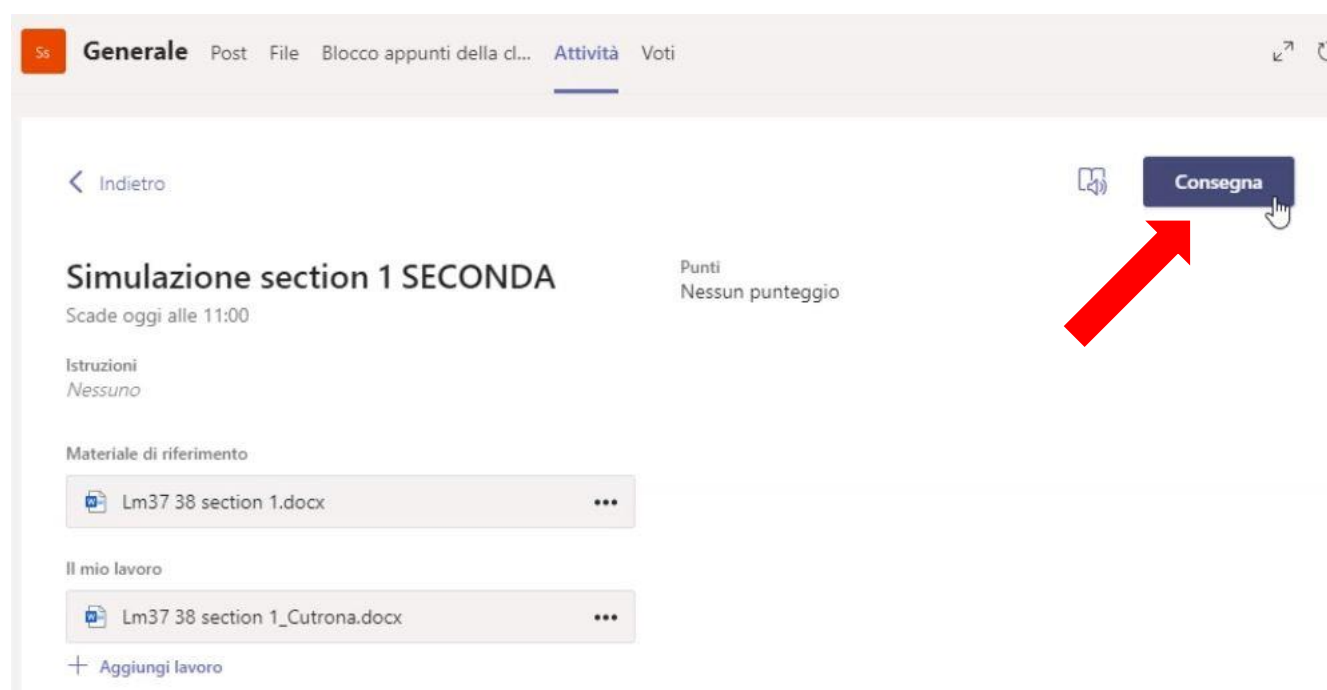 Ss Generale Post File Blocco appunti della cl... Attività Voti
Indietro
Consegna
Simulazione section 1 SECONDA
Scade oggi alle 11:00
Punti
Nessun punteggio
Istruzioni
Nessuno
Materiale di riferimento
Lm37 38 section 1.docx
Il mio lavoro
Lm37 38 section 1_Cutrona.docx
Aggiungi lavoro